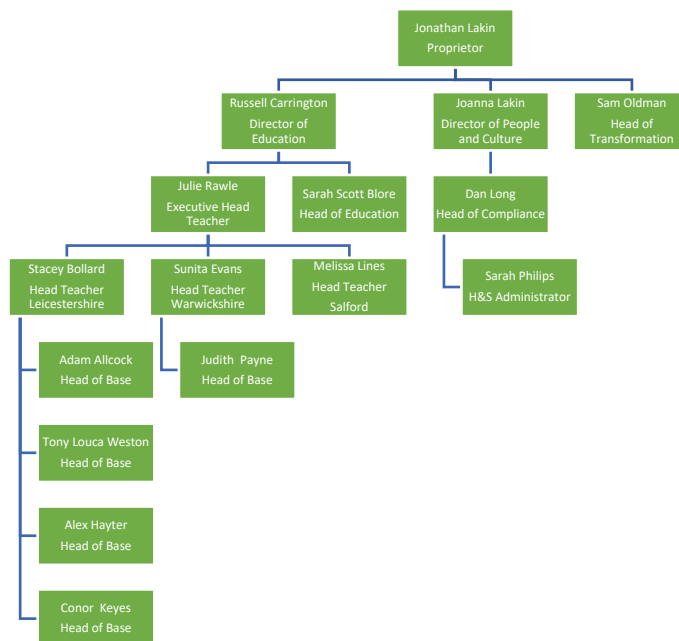 Jonathan Lakin
Proprietor
Russell Carrington
Director of
Education
Joanna Lakin
Director of People
and Culture
Sam Oldman
Head of
Transformation
Julie Rawle
Executive Head
Teacher
Sarah Scott Blore
Head of Education
Dan Long
Head of Compliance
Stacey Bollard
Head Teacher
Leicestershire
Sunita Evans
Head Teacher
Warwickshire
Melissa Lines
Head Teacher
Salford
Sarah Philips
H&S Administrator
Adam Allcock
Head of Base
Judith Payne
Head of Base
Tony Louca Weston
Head of Base
Alex Hayter
Head of Base
Conor Keyes
Head of Base